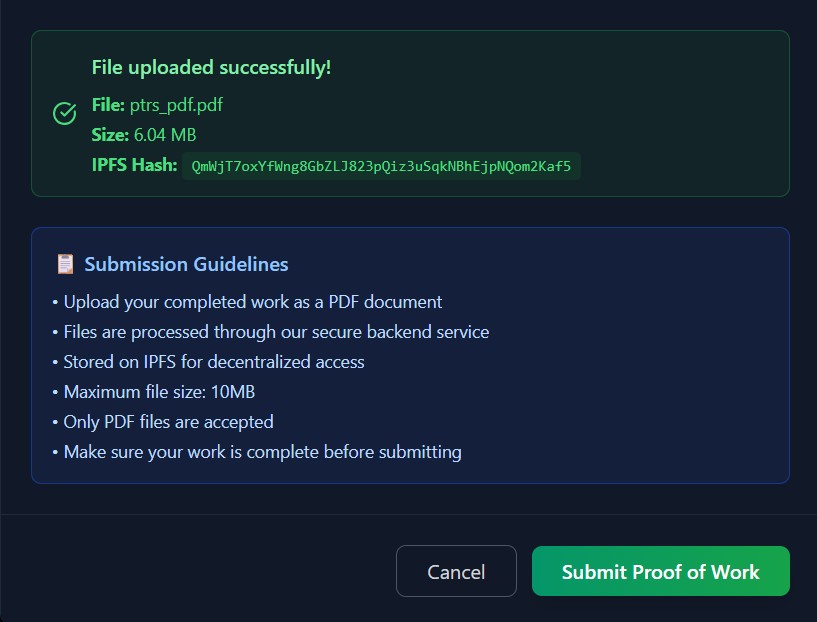 File uploaded successfully!
File: ptrs_pdf.pdf
Size: 6.04 MB
IPFS Hash: QmWjT7oxYfWng8GbZLJ823pQiz3uSqkNBhEjpNQom2Kaf5
Submission Guidelines
• Upload your completed work as a PDF document
• Files are processed through our secure backend service
• Stored on IPFS for decentralized access
• Maximum file size: 10MB
• Only PDF files are accepted
• Make sure your work is complete before submitting
Cancel
Submit Proof of Work